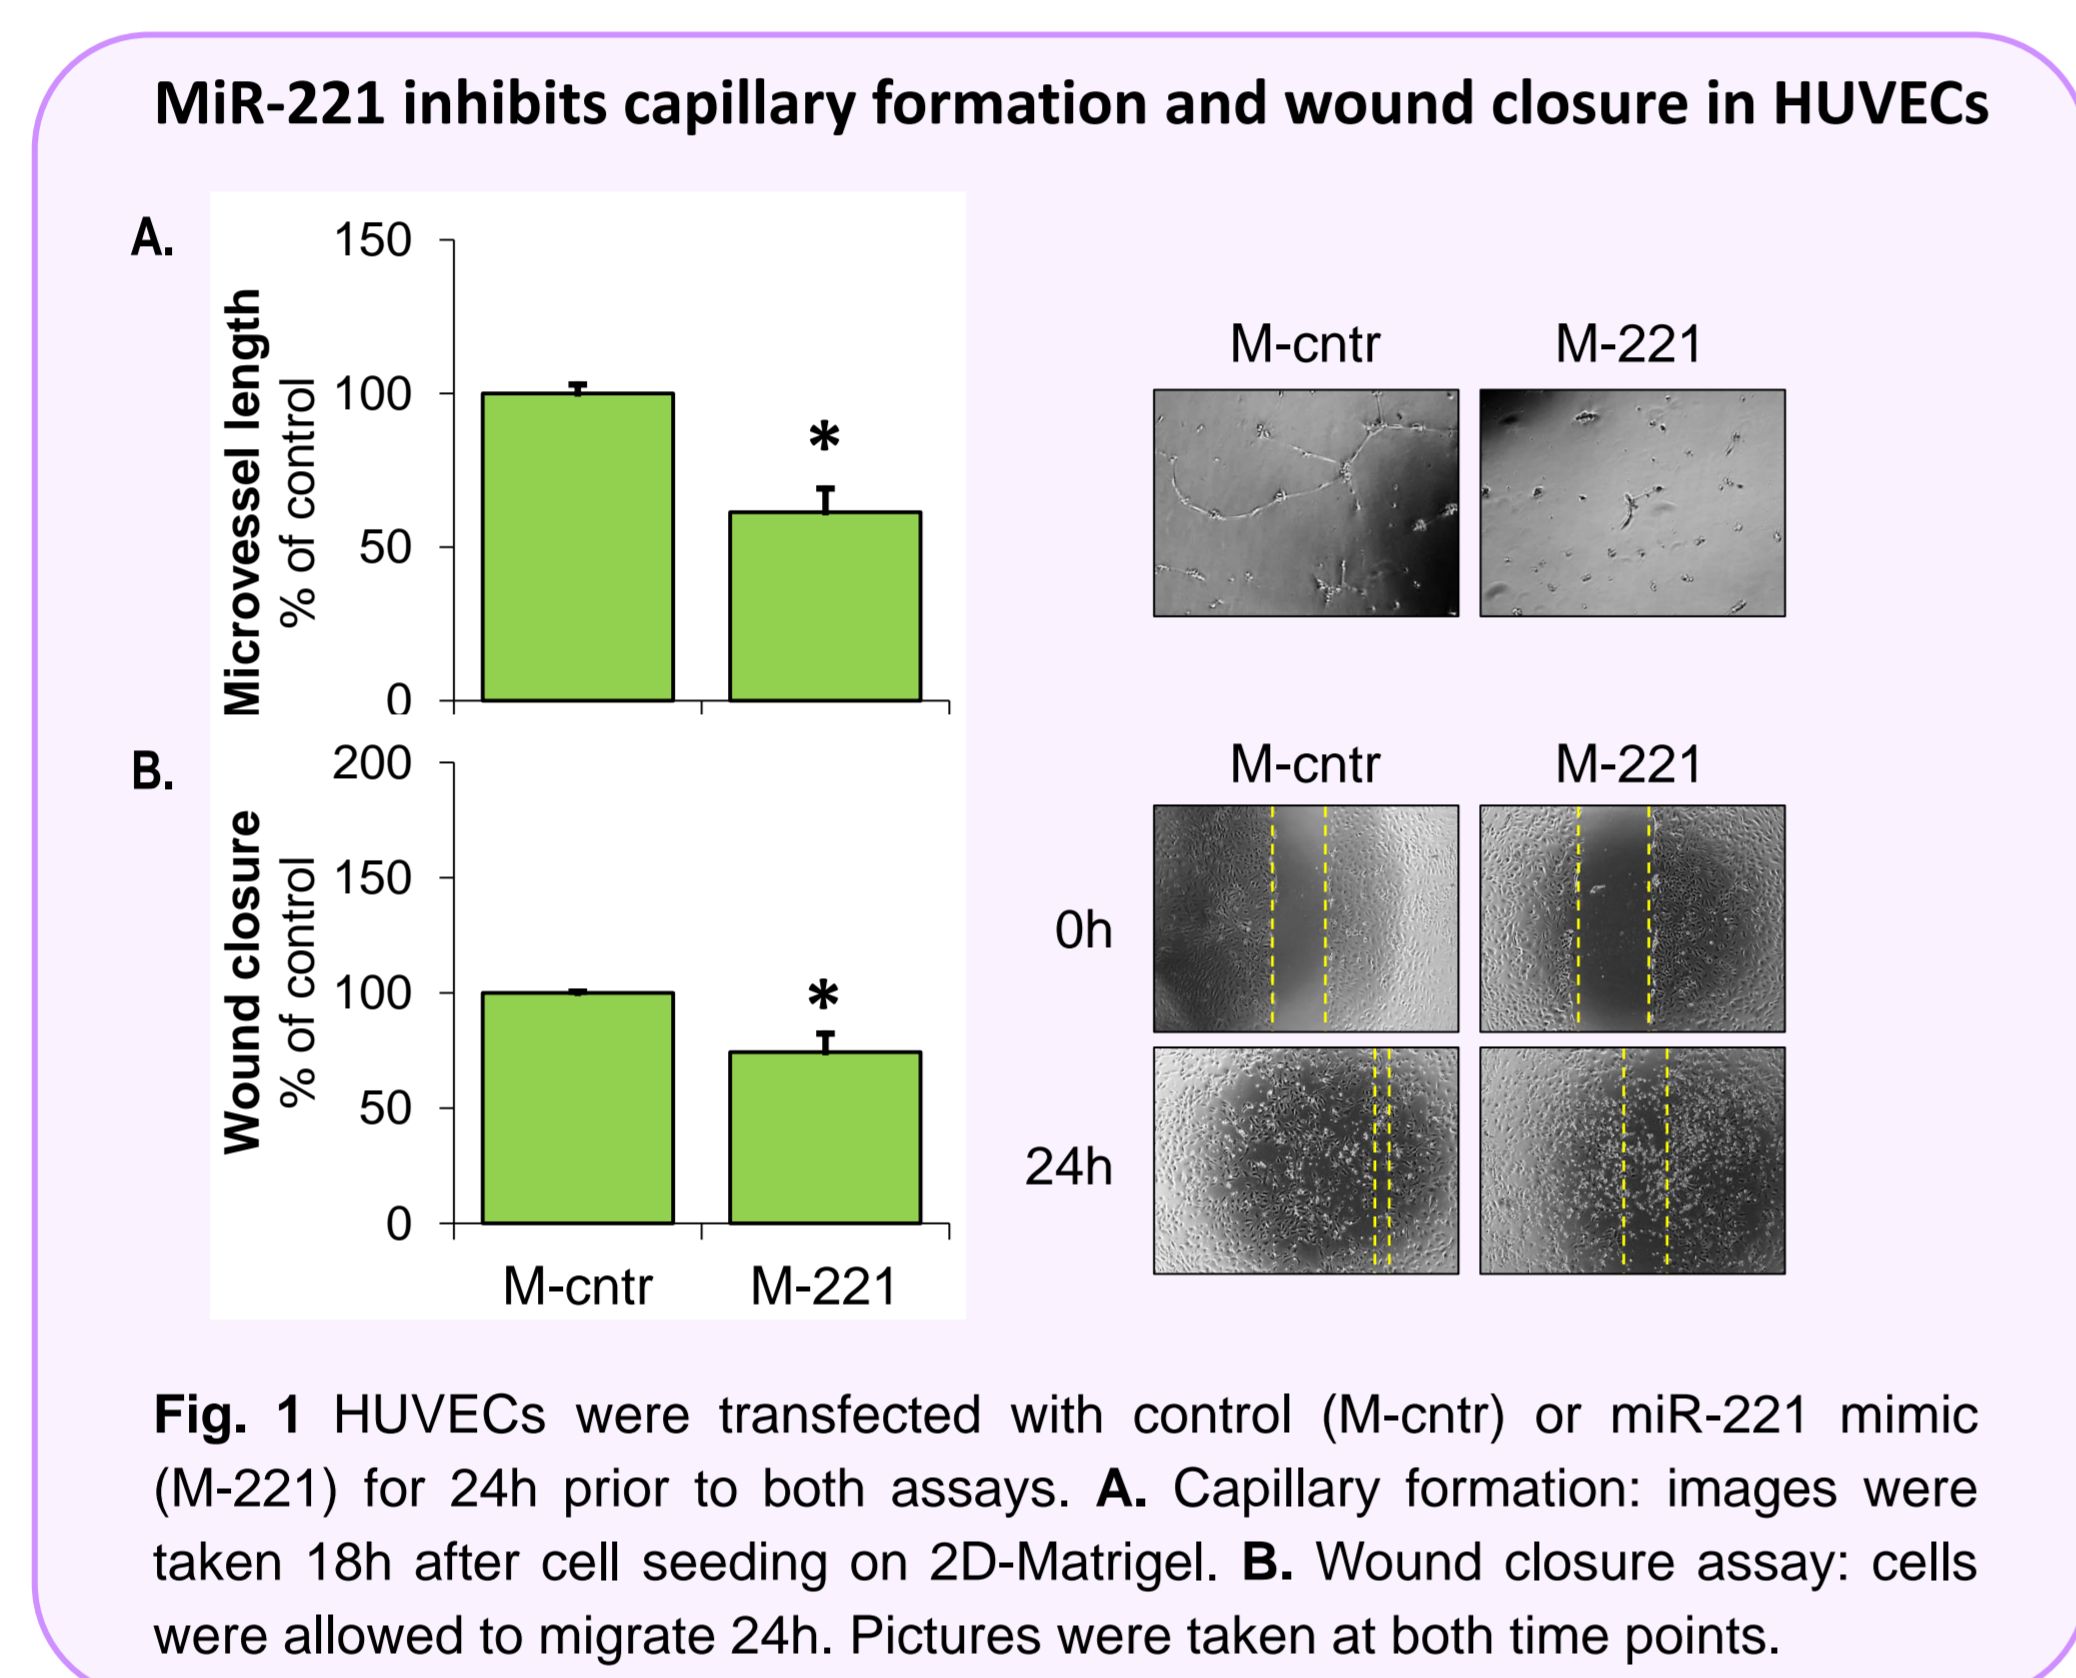 MiR-221 inhibits capillary formation and wound closure in HUVECs
A.
Microvessel length
% of control
150
100
50
0
*
M-cntr M-221
B.
Wound closure
% of control
200
150
100
50
0
*
M-cntr M-221
M-cntr M-221
0h
24h
Fig. 1 HUVECs were transfected with control (M-cntr) or miR-221 mimic
(M-221) for 24h prior to both assays. A. Capillary formation: images were
taken 18h after cell seeding on 2D-Matrigel. B. Wound closure assay: cells
were allowed to migrate 24h. Pictures were taken at both time points.